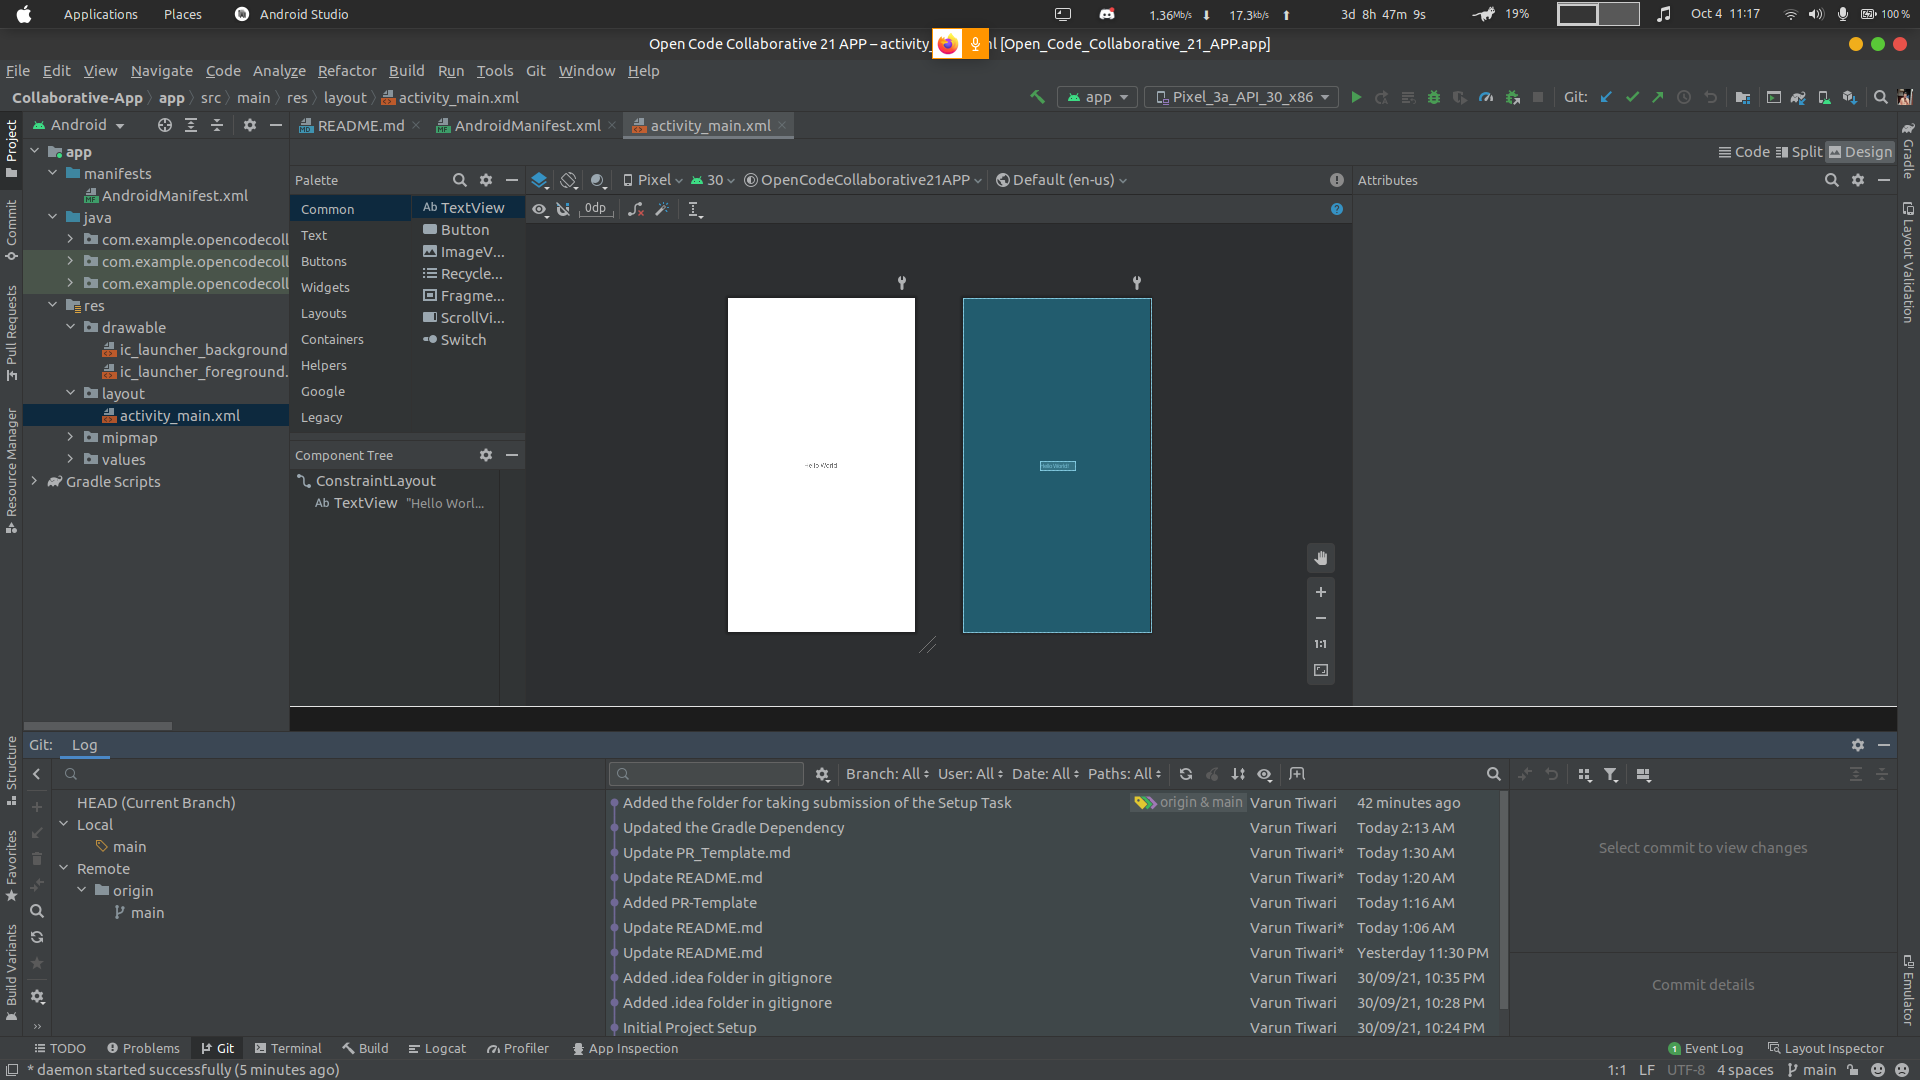 Applications Places Android Studio 1.36Mb/s 17.3kb/s 3d 8h 47m 9s 19% Oct 4 11:17 100%
Open Code Collaborative 21 APP – activity_ l [Open_Code_Collaborative_21_APP.app]
File Edit View Navigate Code Analyze Refactor Build Run Tools Git Window Help
Collaborative-App app src main res layout activity_main.xml app Pixel_3a_API_30_x86 Git:
Project
Android
README.md AndroidManifest.xml activity_main.xml
Code Split Design
app
manifests
AndroidManifest.xml
java
com.example.opencodecoll
com.example.opencodecoll
com.example.opencodecoll
res
drawable
ic_launcher_background
ic_launcher_foreground.
layout
activity_main.xml
mipmap
values
Gradle Scripts
Commit
Pull Requests
Resource Manager
Palette
Common
Text
Buttons
Widgets
Layouts
Containers
Helpers
Google
Legacy
Ab TextView
Button
ImageV...
Recycle...
Fragme...
ScrollVi...
Switch
Component Tree
ConstraintLayout
Ab TextView "Hello Worl...
Pixel 30 OpenCodeCollaborative21APP Default (en-us)
0dp
Hello World!
Hello World!
1:1
Attributes
Gradle
Layout Validation
Structure
Favorites
Build Variants
Git: Log
HEAD (Current Branch)
Local
main
Remote
origin
main
Branch: All User: All Date: All Paths: All
Added the folder for taking submission of the Setup Task origin & main Varun Tiwari 42 minutes ago
Updated the Gradle Dependency Varun Tiwari Today 2:13 AM
Update PR_Template.md Varun Tiwari* Today 1:30 AM
Update README.md Varun Tiwari* Today 1:20 AM
Added PR-Template Varun Tiwari Today 1:16 AM
Update README.md Varun Tiwari* Today 1:06 AM
Update README.md Varun Tiwari* Yesterday 11:30 PM
Added .idea folder in gitignore Varun Tiwari 30/09/21, 10:35 PM
Added .idea folder in gitignore Varun Tiwari 30/09/21, 10:28 PM
Initial Project Setup Varun Tiwari 30/09/21, 10:24 PM
Select commit to view changes
Commit details
Emulator
TODO Problems Git Terminal Build Logcat Profiler App Inspection 1 Event Log Layout Inspector
* daemon started successfully (5 minutes ago) 1:1 LF UTF-8 4 spaces main